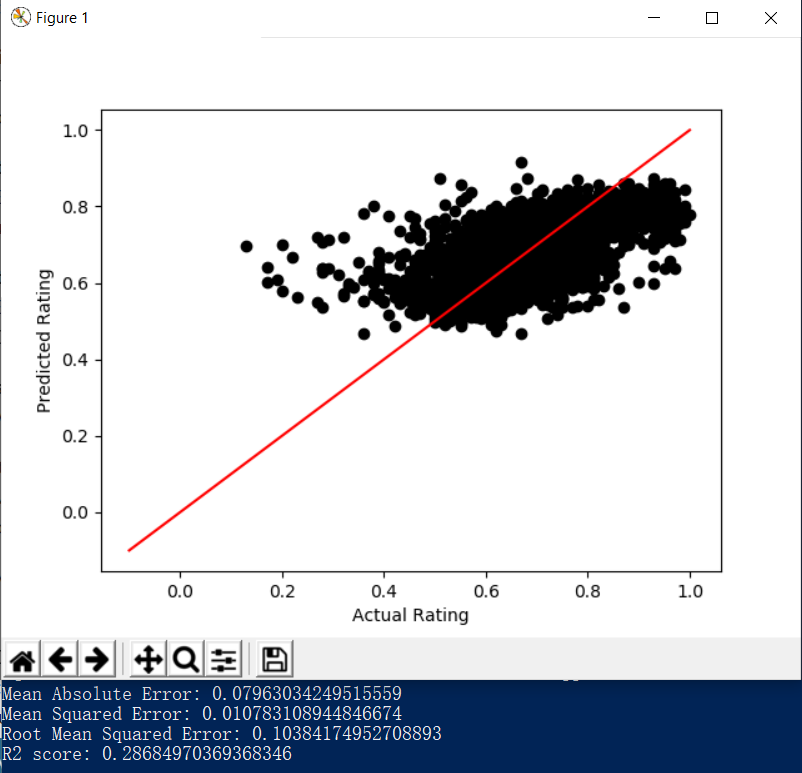 Figure 1
1.0
0.8
0.6
0.4
0.2
0.0
Predicted Rating
0.0 0.2 0.4 0.6 0.8 1.0
Actual Rating
Mean Absolute Error: 0.07963034249515559
Mean Squared Error: 0.010783108944846674
Root Mean Squared Error: 0.10384174952708893
R2 score: 0.28684970369368346